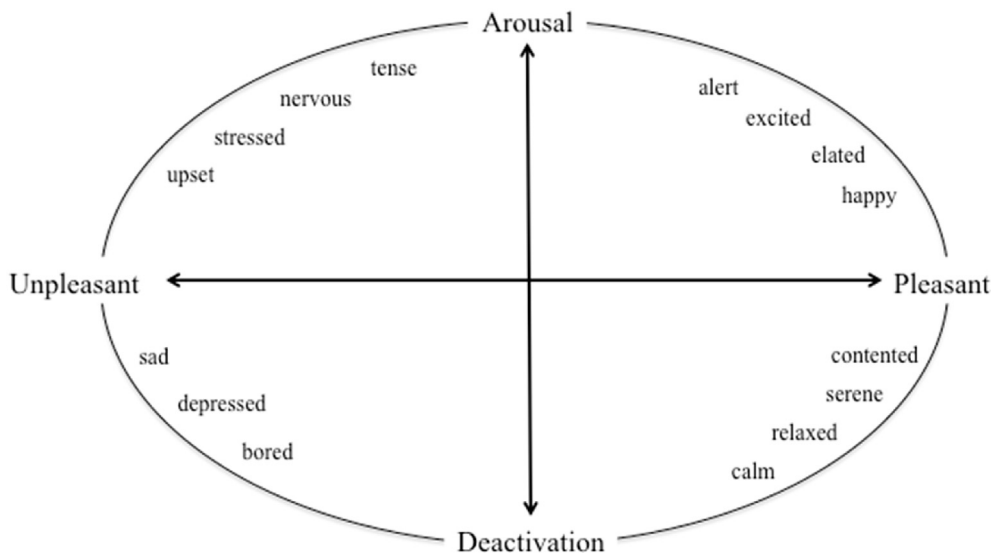 Arousal
tense
alert
nervous
excited
stressed
elated
upset
happy
Unpleasant
Pleasant
sad
contented
serene
depressed
relaxed
bored
calm
Deactivation